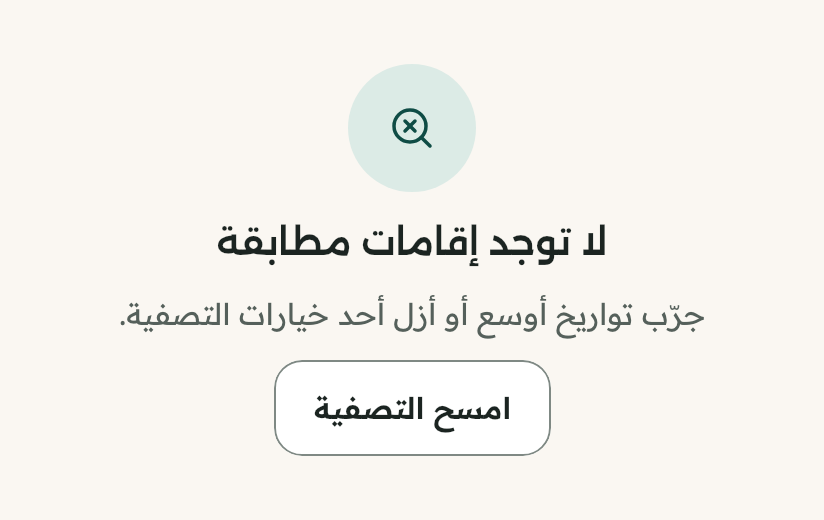 لا توجد إقامات مطابقة
جرّب تواريخ أوسع أو أزل أحد خيارات التصفية.
امسح التصفية